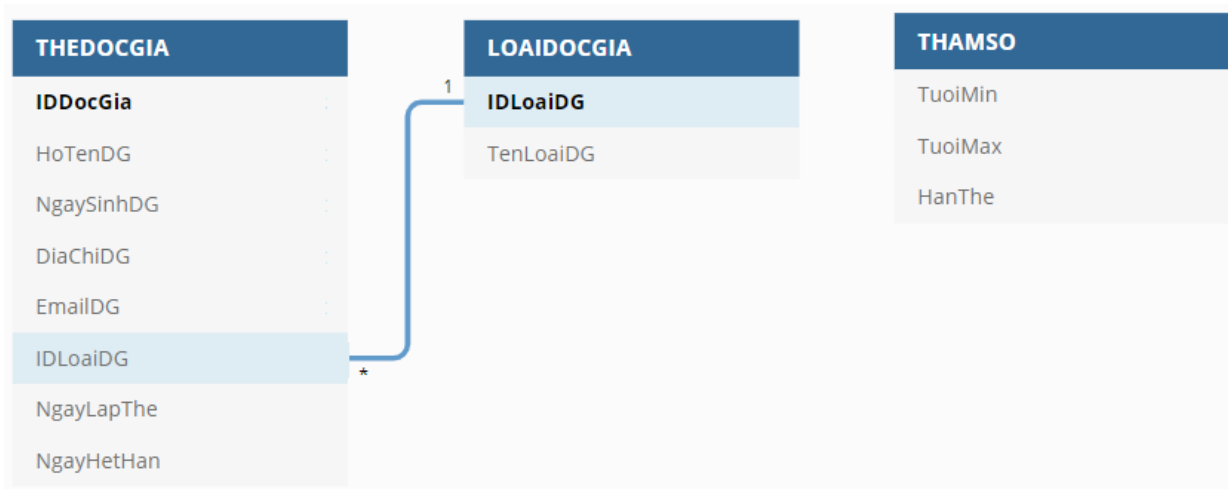 THEDOCGIA
IDDocGia
HoTenDG
NgaySinhDG
DiaChiDG
EmailDG
IDLoaiDG
NgayLapThe
NgayHetHan
1
*
LOAIDOCGIA
IDLoaiDG
TenLoaiDG
THAMSO
TuoiMin
TuoiMax
HanThe